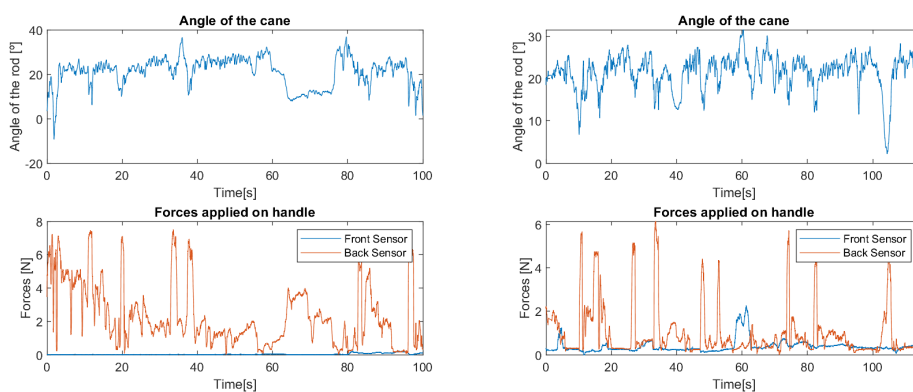 Angle of the cane
Angle of the rod [º]
40
20
0
-20
0 20 40 60 80 100
Time[s]
Angle of the cane
Angle of the rod [º]
30
20
10
0
0 20 40 60 80 100
Time[s]
Forces applied on handle
Forces [N]
8
6
4
2
0
Front Sensor
Back Sensor
0 20 40 60 80 100
Time[s]
Forces applied on handle
Forces [N]
6
4
2
0
Front Sensor
Back Sensor
0 20 40 60 80 100
Time[s]